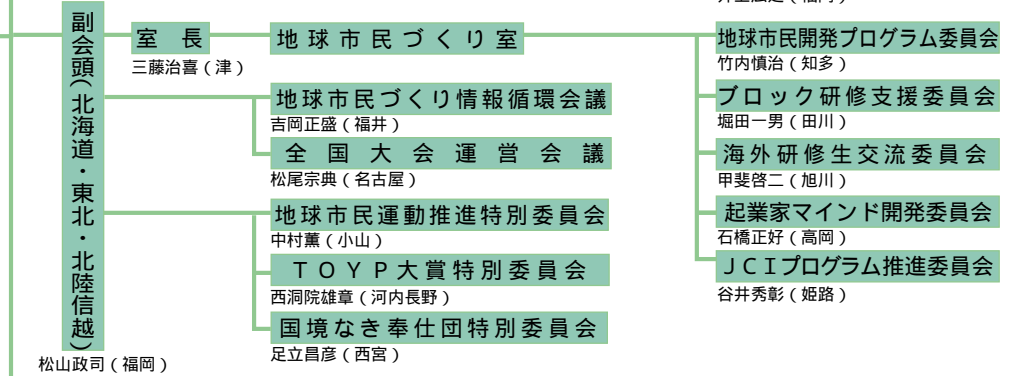 副会頭(北海道・東北・北陸信越)
松山政司(福岡)
室長
三藤治喜(津)
地球市民づくり室
地球市民づくり情報循環会議
吉岡正盛(福井)
全国大会運営会議
松尾宗典(名古屋)
地球市民運動推進特別委員会
中村薫(小山)
TOYP大賞特別委員会
西洞院雄章(河内長野)
国境なき奉仕団特別委員会
足立昌彦(西宮)
地球市民開発プログラム委員会
竹内慎治(知多)
ブロック研修支援委員会
堀田一男(田川)
海外研修生交流委員会
甲斐啓二(旭川)
起業家マインド開発委員会
石橋正好(高岡)
JCIプログラム推進委員会
谷井秀彰(姫路)